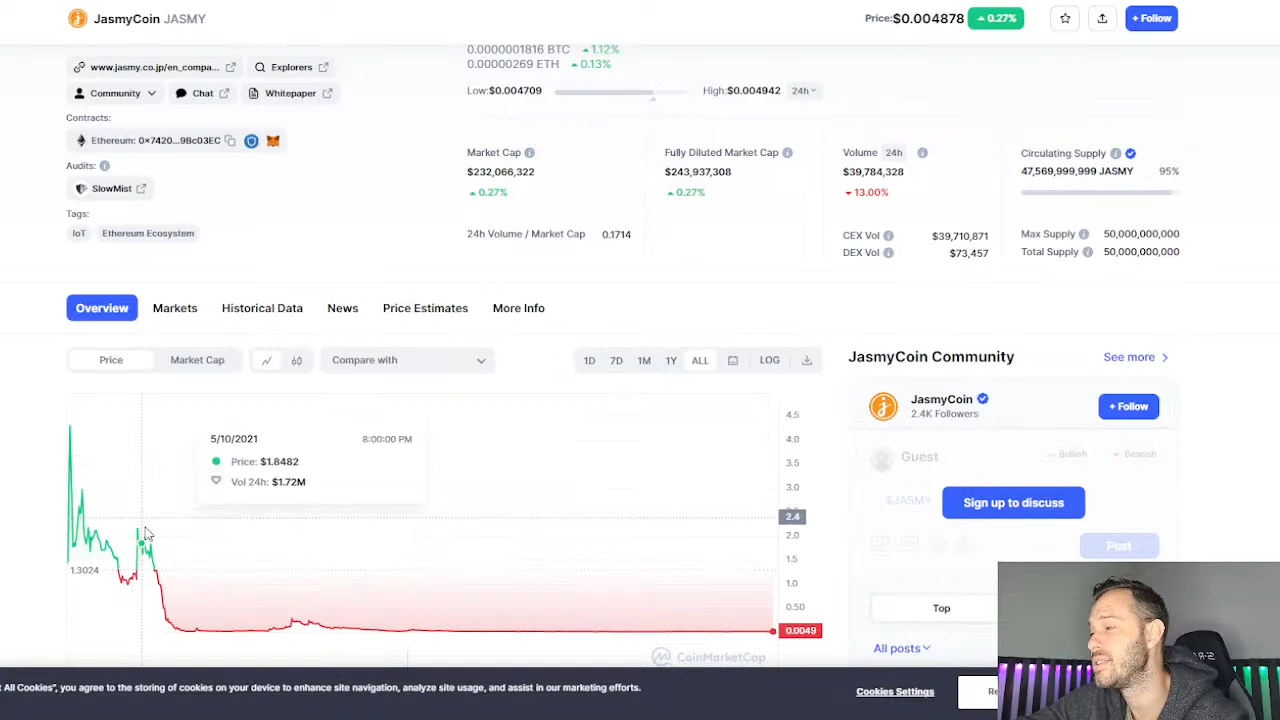 JasmyCoin JASMY
Price:$0.004878 0.27%
+ Follow
0.0000001816 BTC 1.12%
0.00000269 ETH 0.13%
Low:$0.004709 High:$0.004942 24h
www.jasmy.co.jp/en_compa... Explorers
Community Chat Whitepaper
Contracts:
Ethereum: 0x7420...9Bc03EC
Audits:
SlowMist
Tags:
IoT Ethereum Ecosystem
Market Cap
$232,066,322
0.27%
Fully Diluted Market Cap
$243,937,308
0.27%
Volume 24h
$39,784,328
13.00%
Circulating Supply
47,569,999,999 JASMY 95%
24h Volume / Market Cap 0.1714
CEX Vol $39,710,871
DEX Vol $73,457
Max Supply 50,000,000,000
Total Supply 50,000,000,000
Overview Markets Historical Data News Price Estimates More Info
Price Market Cap Compare with 1D 7D 1M 1Y ALL LOG
5/10/2021 8:00:00 PM
Price: $1.8482
Vol 24h: $1.72M
1.3024
4.5
4.0
3.5
3.0
2.4
2.0
1.5
1.0
0.50
0.0049
CoinMarketCap
JasmyCoin Community See more
JasmyCoin
2.4K Followers
+ Follow
Guest Bullish Bearish
$JASMY
Sign up to discuss
Post
Top
All posts
t All Cookies", you agree to the storing of cookies on your device to enhance site navigation, analyze site usage, and assist in our marketing efforts.
Cookies Settings
Re